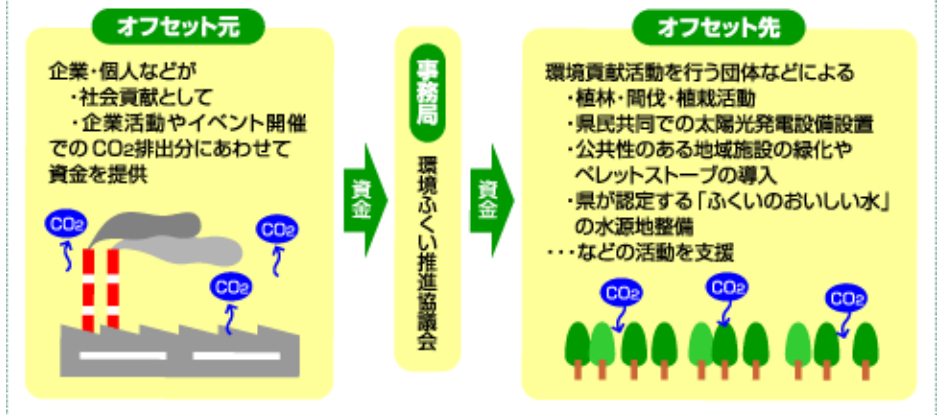 オフセット元
企業・個人などが
・社会貢献として
・企業活動やイベント開催
でのCO2排出分にあわせて
資金を提供
CO2
CO2
CO2
資金
事務局
環境ふくい推進協議会
資金
オフセット先
環境貢献活動を行う団体などによる
・植林・間伐・植栽活動
・県民共同での太陽光発電設備設置
・公共性のある地域施設の緑化や
ペレットストーブの導入
・県が認定する「ふくいのおいしい水」
の水源地整備
・・・などの活動を支援
CO2
CO2
CO2